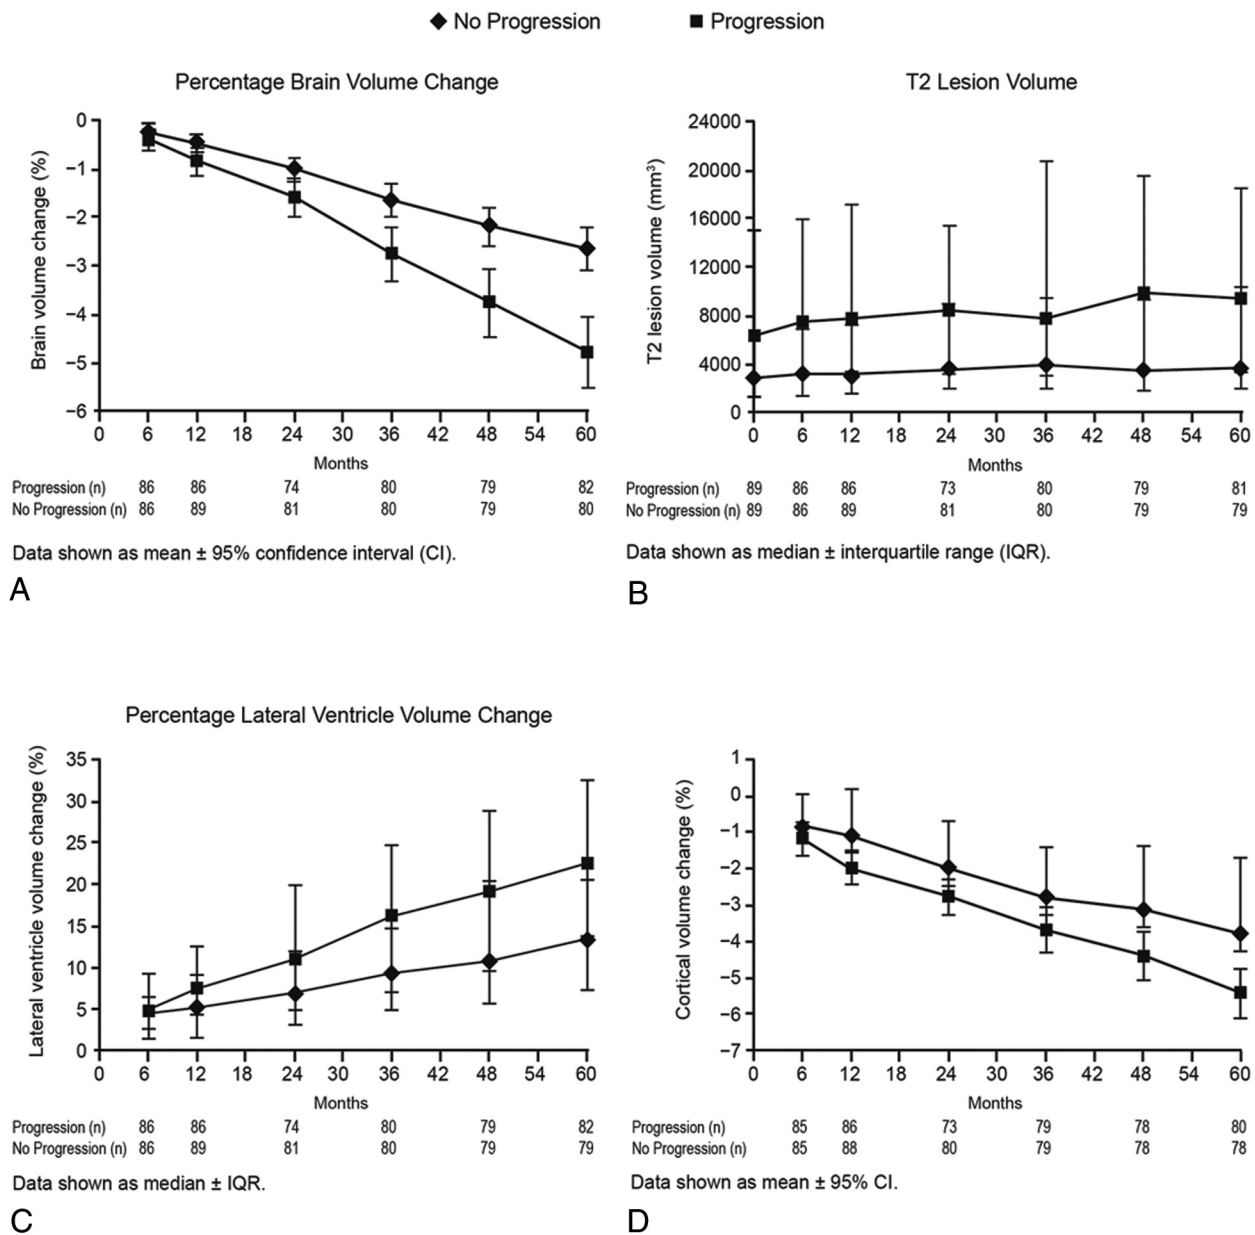 No Progression Progression
Percentage Brain Volume Change
Brain volume change (%)
0
−1
−2
−3
−4
−5
−6
0 6 12 18 24 30 36 42 48 54 60
Months
Progression (n) 86 86 74 80 79 82
No Progression (n) 86 89 81 80 79 80
Data shown as mean ± 95% confidence interval (CI).
A
T2 Lesion Volume
T2 lesion volume (mm³)
24000
20000
16000
12000
8000
4000
0
0 6 12 18 24 30 36 42 48 54 60
Months
Progression (n) 89 86 86 73 80 79 81
No Progression (n) 89 86 89 81 80 79 79
Data shown as median ± interquartile range (IQR).
B
Percentage Lateral Ventricle Volume Change
Lateral ventricle volume change (%)
35
30
25
20
15
10
5
0
0 6 12 18 24 30 36 42 48 54 60
Months
Progression (n) 86 86 74 80 79 82
No Progression (n) 86 89 81 80 79 79
Data shown as median ± IQR.
C
Cortical volume change (%)
1
0
−1
−2
−3
−4
−5
−6
−7
0 6 12 18 24 30 36 42 48 54 60
Months
Progression (n) 85 86 73 79 78 80
No Progression (n) 85 88 80 79 78 78
Data shown as mean ± 95% CI.
D